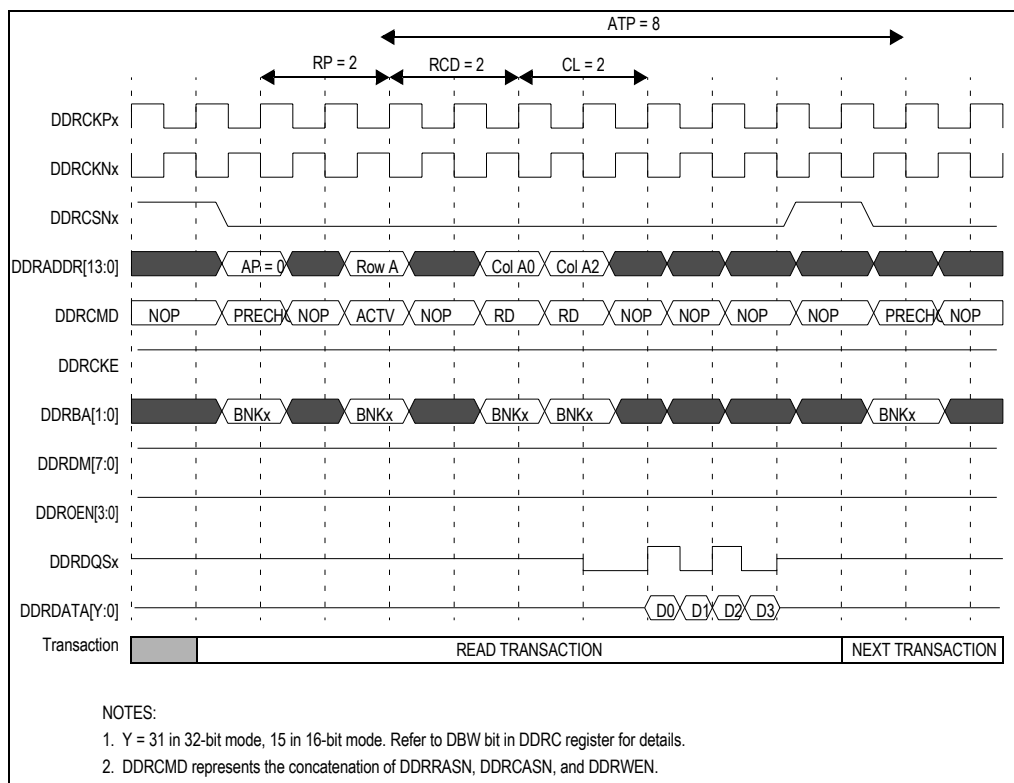 ATP = 8
RP = 2 RCD = 2 CL = 2
DDRCKPx
DDRCKNx
DDRCSNx
DDRADDR[13:0] AP = 0 Row A Col A0 Col A2
DDRCMD NOP PRECHG NOP ACTV NOP RD RD NOP NOP NOP NOP PRECHG NOP
DDRCKE
DDRBA[1:0] BNKx BNKx BNKx BNKx BNKx
DDRDM[7:0]
DDROEN[3:0]
DDRDQSx
DDRDATA[Y:0] D0 D1 D2 D3
Transaction READ TRANSACTION NEXT TRANSACTION
NOTES:
1. Y = 31 in 32-bit mode, 15 in 16-bit mode. Refer to DBW bit in DDRC register for details.
2. DDRCMD represents the concatenation of DDRRASN, DDRCASN, and DDRWEN.